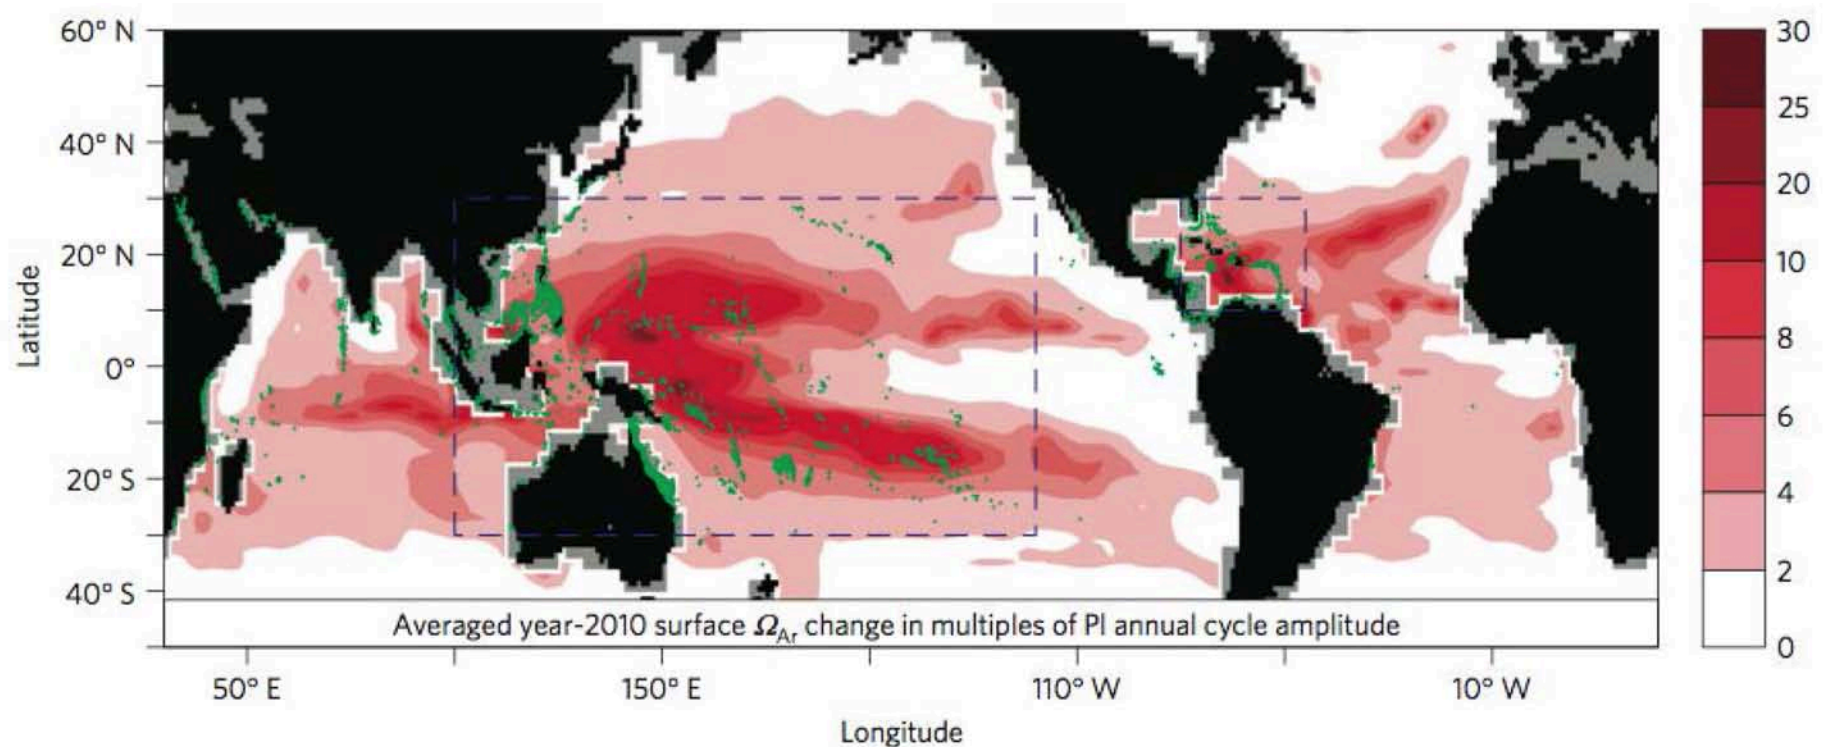 60° N
40° N
20° N
0°
20° S
40° S
Latitude
Averaged year-2010 surface ΩAr change in multiples of PI annual cycle amplitude
50° E
150° E
110° W
10° W
Longitude
30
25
20
10
8
6
4
2
0